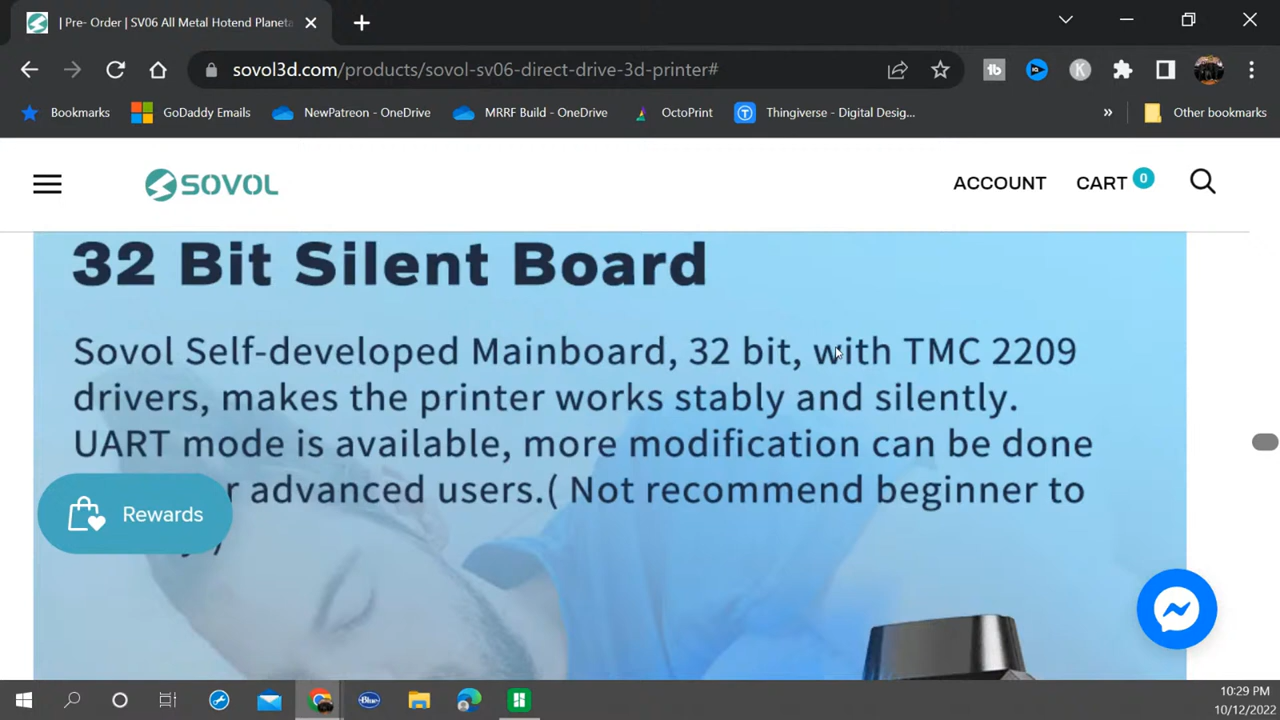 | Pre- Order | SV06 All Metal Hotend Planeta
sovol3d.com/products/sovol-sv06-direct-drive-3d-printer#
Bookmarks GoDaddy Emails NewPatreon - OneDrive MRRF Build - OneDrive OctoPrint Thingiverse - Digital Desig... » Other bookmarks
SOVOL ACCOUNT CART 0
32 Bit Silent Board
Sovol Self-developed Mainboard, 32 bit, with TMC 2209
drivers, makes the printer works stably and silently.
UART mode is available, more modification can be done
advanced users.( Not recommend beginner to
Rewards
10:29 PM
10/12/2022